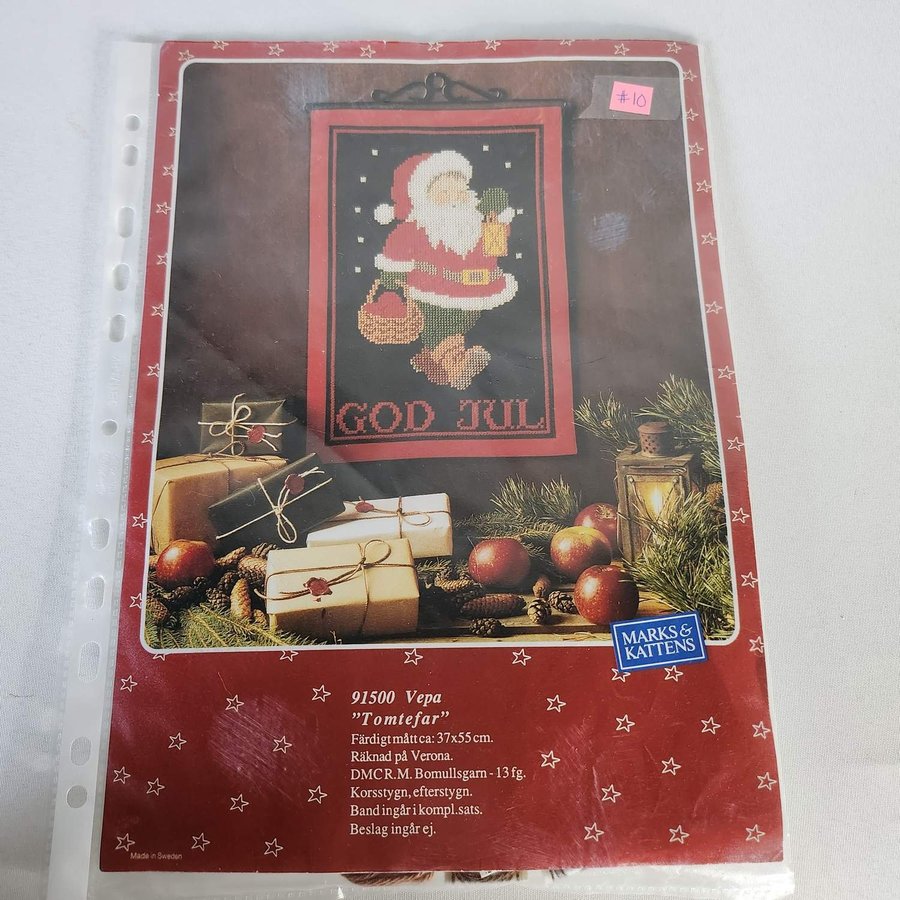 #10
GOD JUL
MARKS &
KATTENS
91500 Vepa
"Tomtefar"
Färdigt mått ca: 37x55 cm.
Räknad på Verona.
DMC R.M. Bomullsgarn - 13 fg.
Korsstygn, efterstygn.
Band ingår i kompl.sats.
Beslag ingår ej.
Made in Sweden